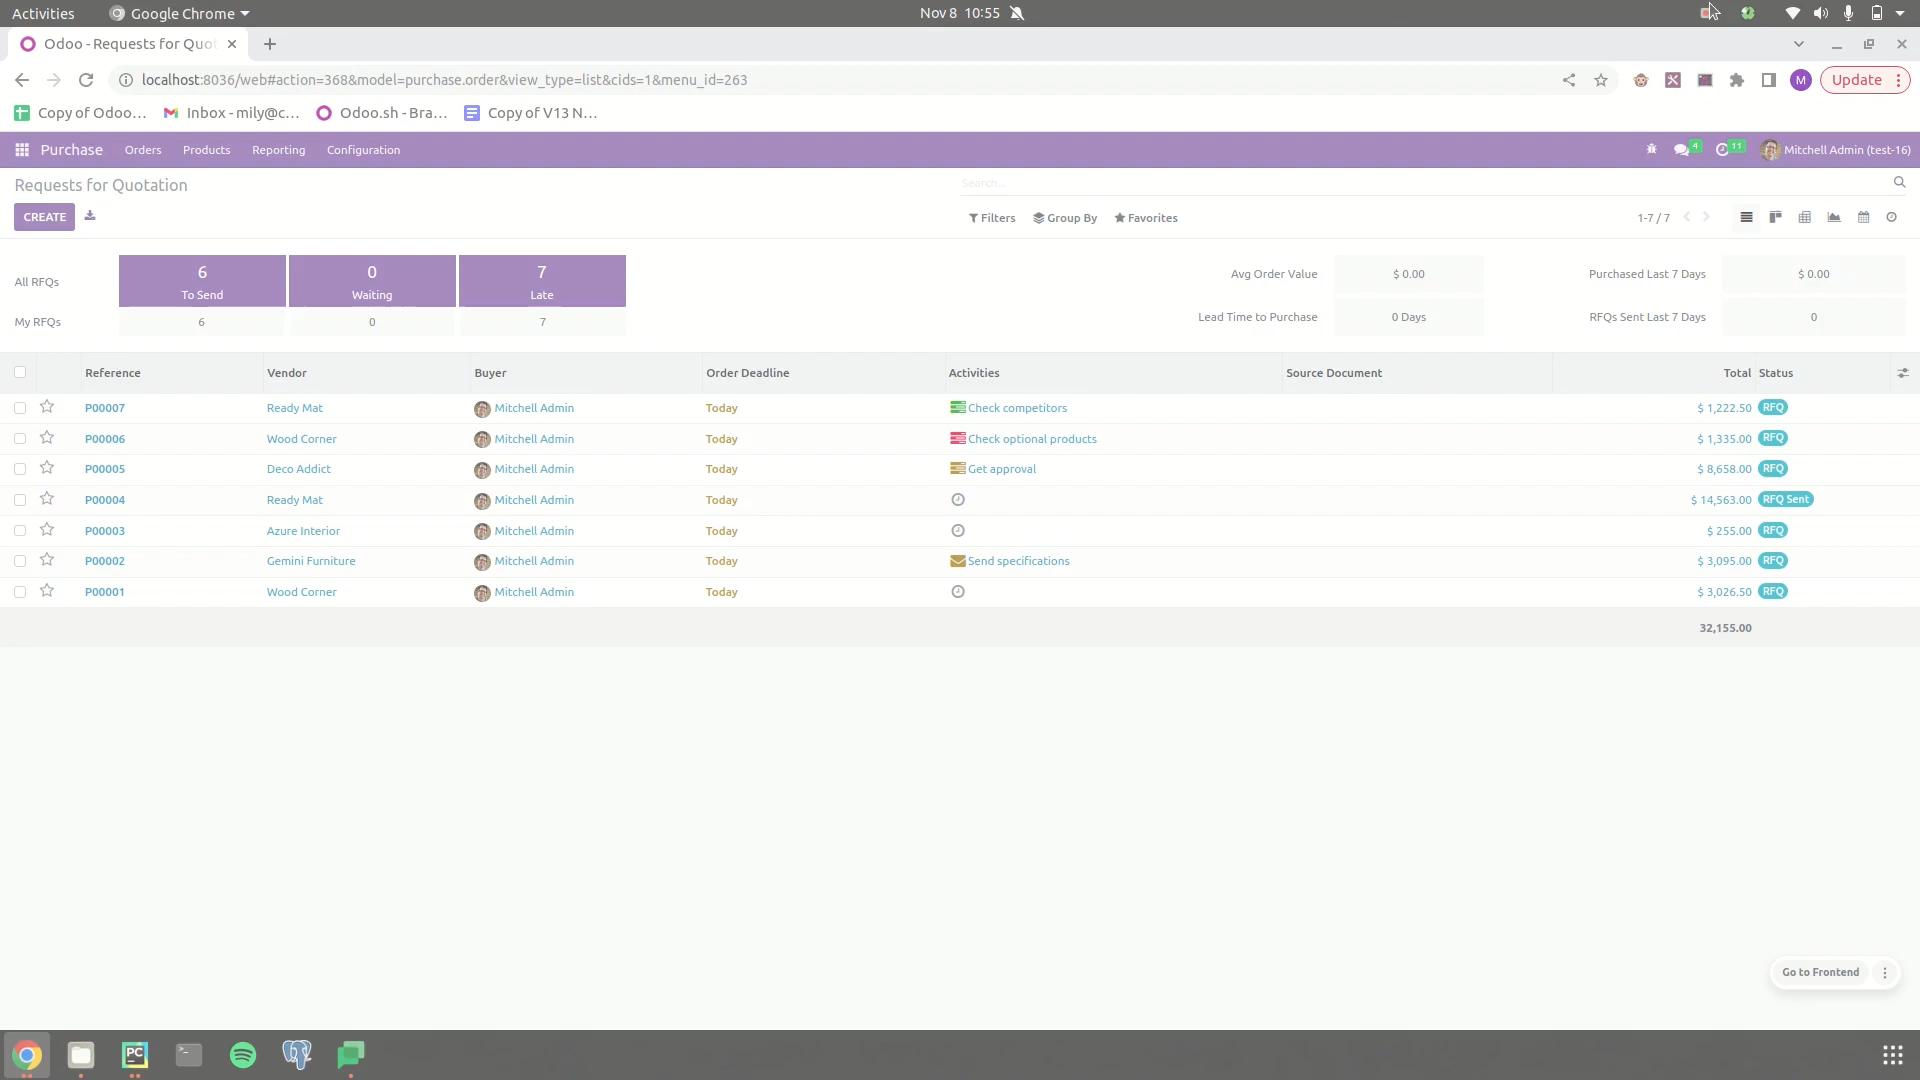 Activities Google Chrome Nov 8 10:55
Odoo - Requests for Quot
localhost:8036/web#action=368&model=purchase.order&view_type=list&cids=1&menu_id=263 M Update
Copy of Odoo... Inbox - mily@c... Odoo.sh - Bra... Copy of V13 N...
Purchase Orders Products Reporting Configuration 4 11 Mitchell Admin (test-16)
Requests for Quotation Search...
CREATE Filters Group By Favorites 1-7 / 7
All RFQs 6 To Send 0 Waiting 7 Late Avg Order Value $ 0.00 Purchased Last 7 Days $ 0.00
My RFQs 6 0 7 Lead Time to Purchase 0 Days RFQs Sent Last 7 Days 0
Reference Vendor Buyer Order Deadline Activities Source Document Total Status
P00007 Ready Mat Mitchell Admin Today Check competitors $ 1,222.50 RFQ
P00006 Wood Corner Mitchell Admin Today Check optional products $ 1,335.00 RFQ
P00005 Deco Addict Mitchell Admin Today Get approval $ 8,658.00 RFQ
P00004 Ready Mat Mitchell Admin Today $ 14,563.00 RFQ Sent
P00003 Azure Interior Mitchell Admin Today $ 255.00 RFQ
P00002 Gemini Furniture Mitchell Admin Today Send specifications $ 3,095.00 RFQ
P00001 Wood Corner Mitchell Admin Today $ 3,026.50 RFQ
32,155.00
Go to Frontend
PC